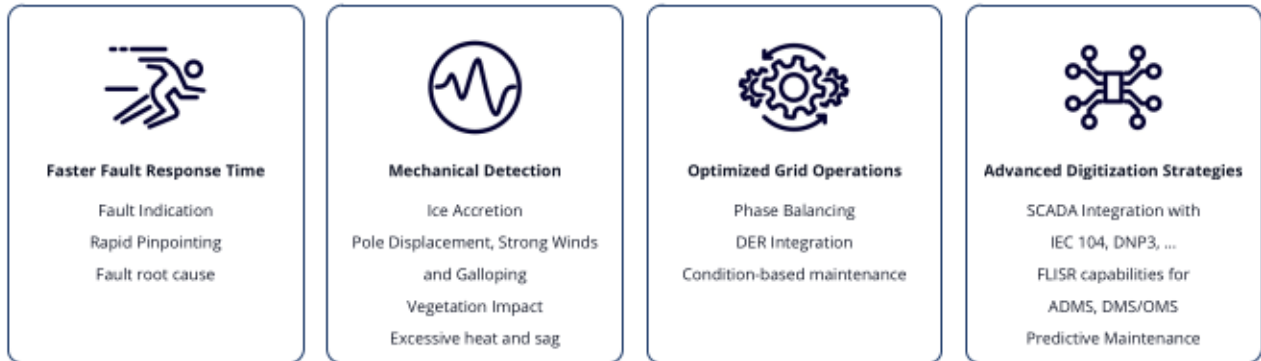 Faster Fault Response Time
Fault Indication
Rapid Pinpointing
Fault root cause
Mechanical Detection
Ice Accretion
Pole Displacement, Strong Winds
and Galloping
Vegetation Impact
Excessive heat and sag
Optimized Grid Operations
Phase Balancing
DER Integration
Condition-based maintenance
Advanced Digitization Strategies
SCADA Integration with
IEC 104, DNP3, ...
FLISR capabilities for
ADMS, DMS/OMS
Predictive Maintenance